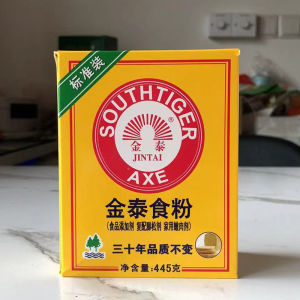 标准装
SOUTHTIGER
金泰
JINTAI
AXE
金泰食粉
(食品添加剂 复配膨松剂 家用嫩肉剂)
三十年品质不变
净含量:445克